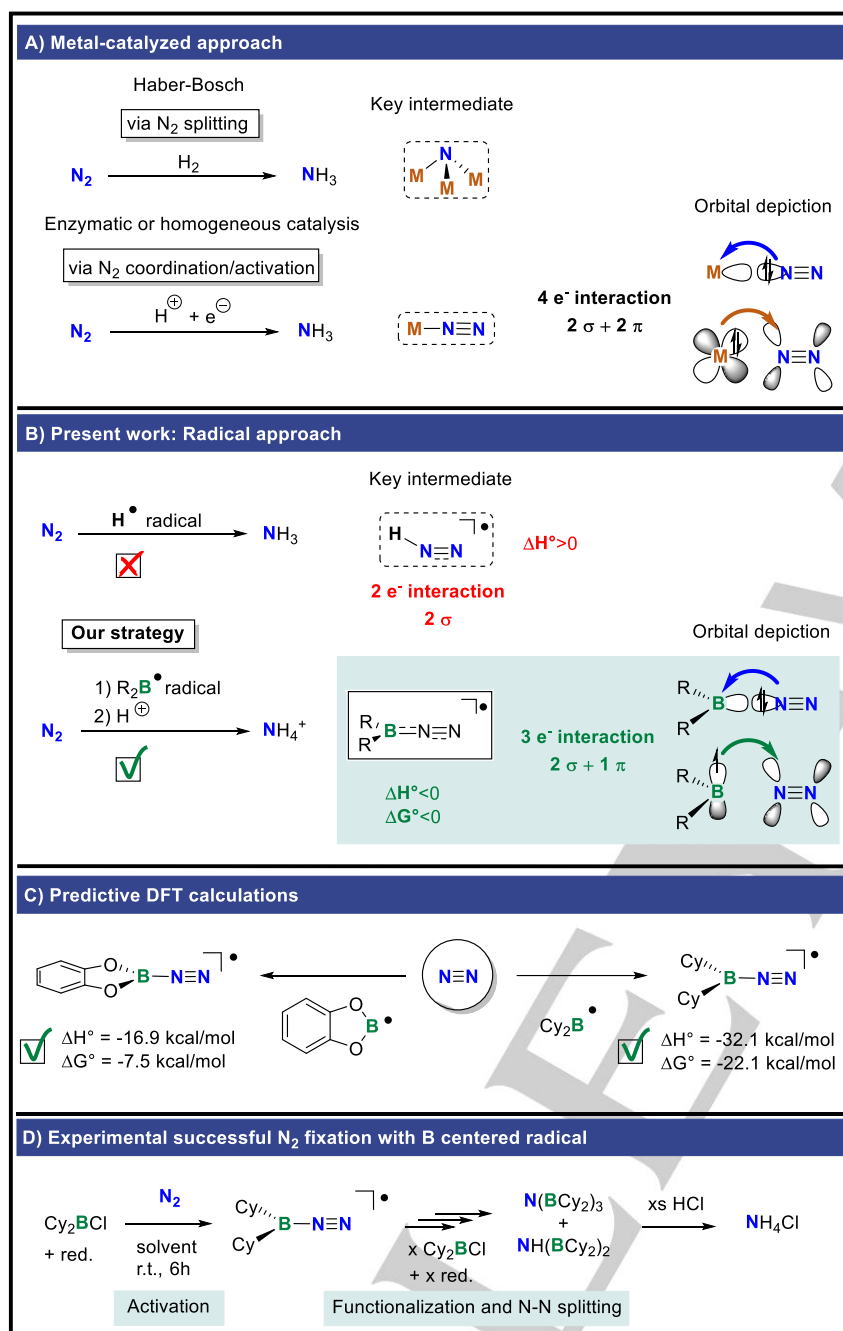 A) Metal-catalyzed approach
Haber-Bosch
Key intermediate
via N₂ splitting
N
M M M
N₂ H₂ NH₃
Enzymatic or homogeneous catalysis
Orbital depiction
via N₂ coordination/activation
M N≡N
4 e⁻ interaction
2 σ + 2 π
N₂ H⊕ + e⊖ NH₃
M–N≡N
M N≡N
B) Present work: Radical approach
Key intermediate
N₂ H• radical NH₃
H N=N •
ΔH°>0
2 e⁻ interaction
2 σ
Our strategy
Orbital depiction
1) R₂B• radical
2) H⊕
N₂ NH₄⁺
R R B=N=N •
3 e⁻ interaction
2 σ + 1 π
R R B N≡N
R R B N≡N
ΔH°<0
ΔG°<0
C) Predictive DFT calculations
O O B–N≡N •
N≡N
Cy Cy B–N≡N •
O O B•
Cy₂B•
ΔH° = -16.9 kcal/mol
ΔG° = -7.5 kcal/mol
ΔH° = -32.1 kcal/mol
ΔG° = -22.1 kcal/mol
D) Experimental successful N₂ fixation with B centered radical
Cy₂BCl
+ red.
N₂
solvent
r.t., 6h
Cy Cy B–N≡N •
x Cy₂BCl
+ x red.
N(BCy₂)₃
+
NH(BCy₂)₂
xs HCl
NH₄Cl
Activation
Functionalization and N-N splitting